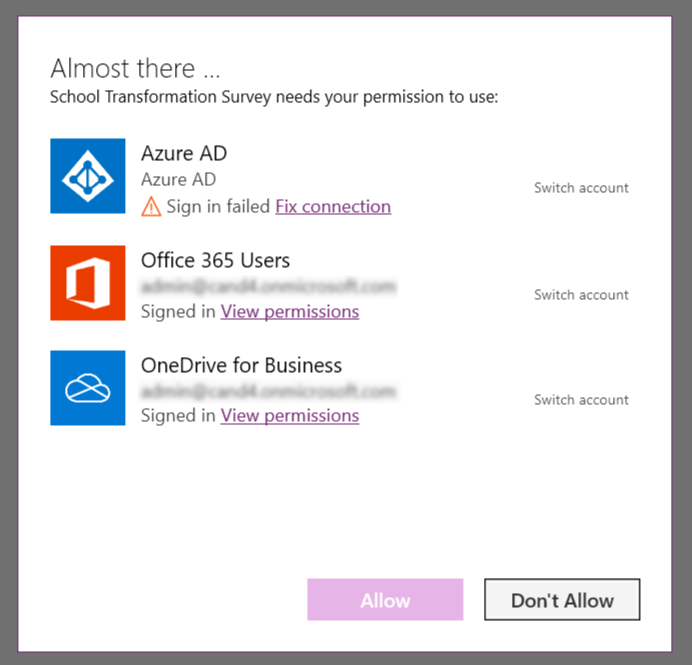 Almost there ...
School Transformation Survey needs your permission to use:
Azure AD
Azure AD
Switch account
Sign in failed Fix connection
Office 365 Users
Switch account
Signed in View permissions
OneDrive for Business
Switch account
Signed in View permissions
Allow
Don't Allow